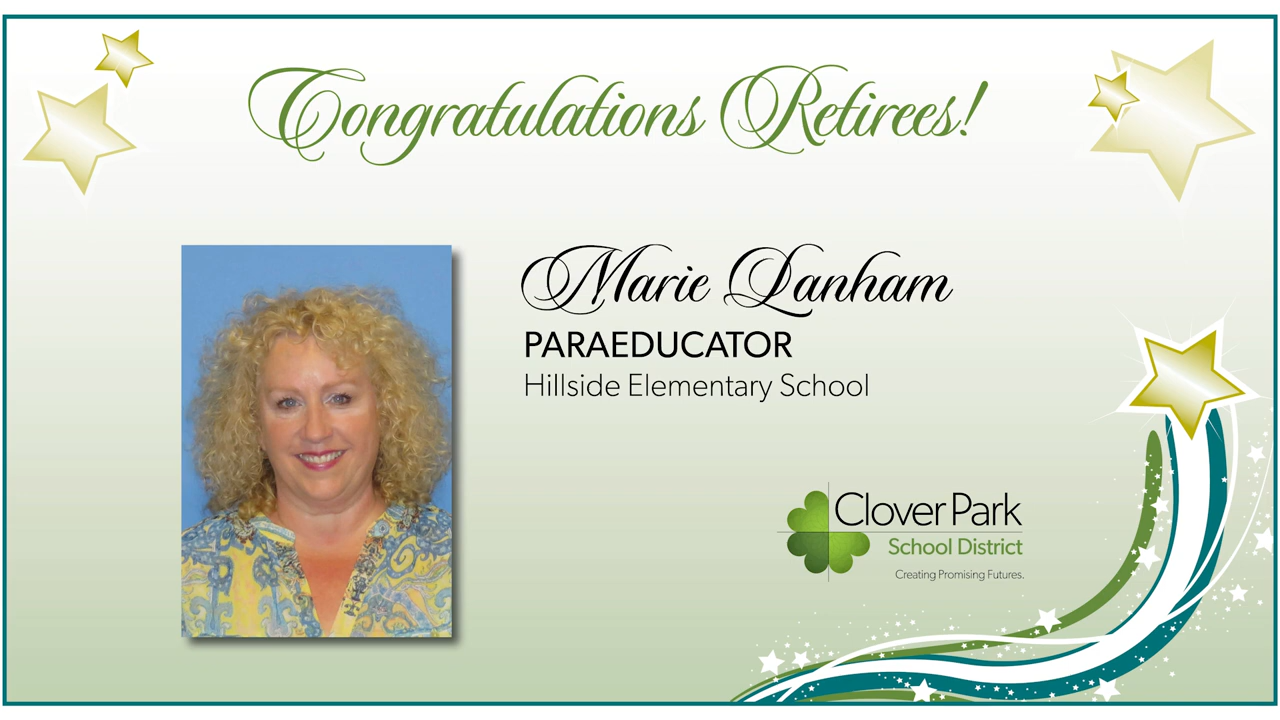 Congratulations Retirees!
Marie Lanham
PARAEDUCATOR
Hillside Elementary School
Clover Park
School District
Creating Promising Futures.